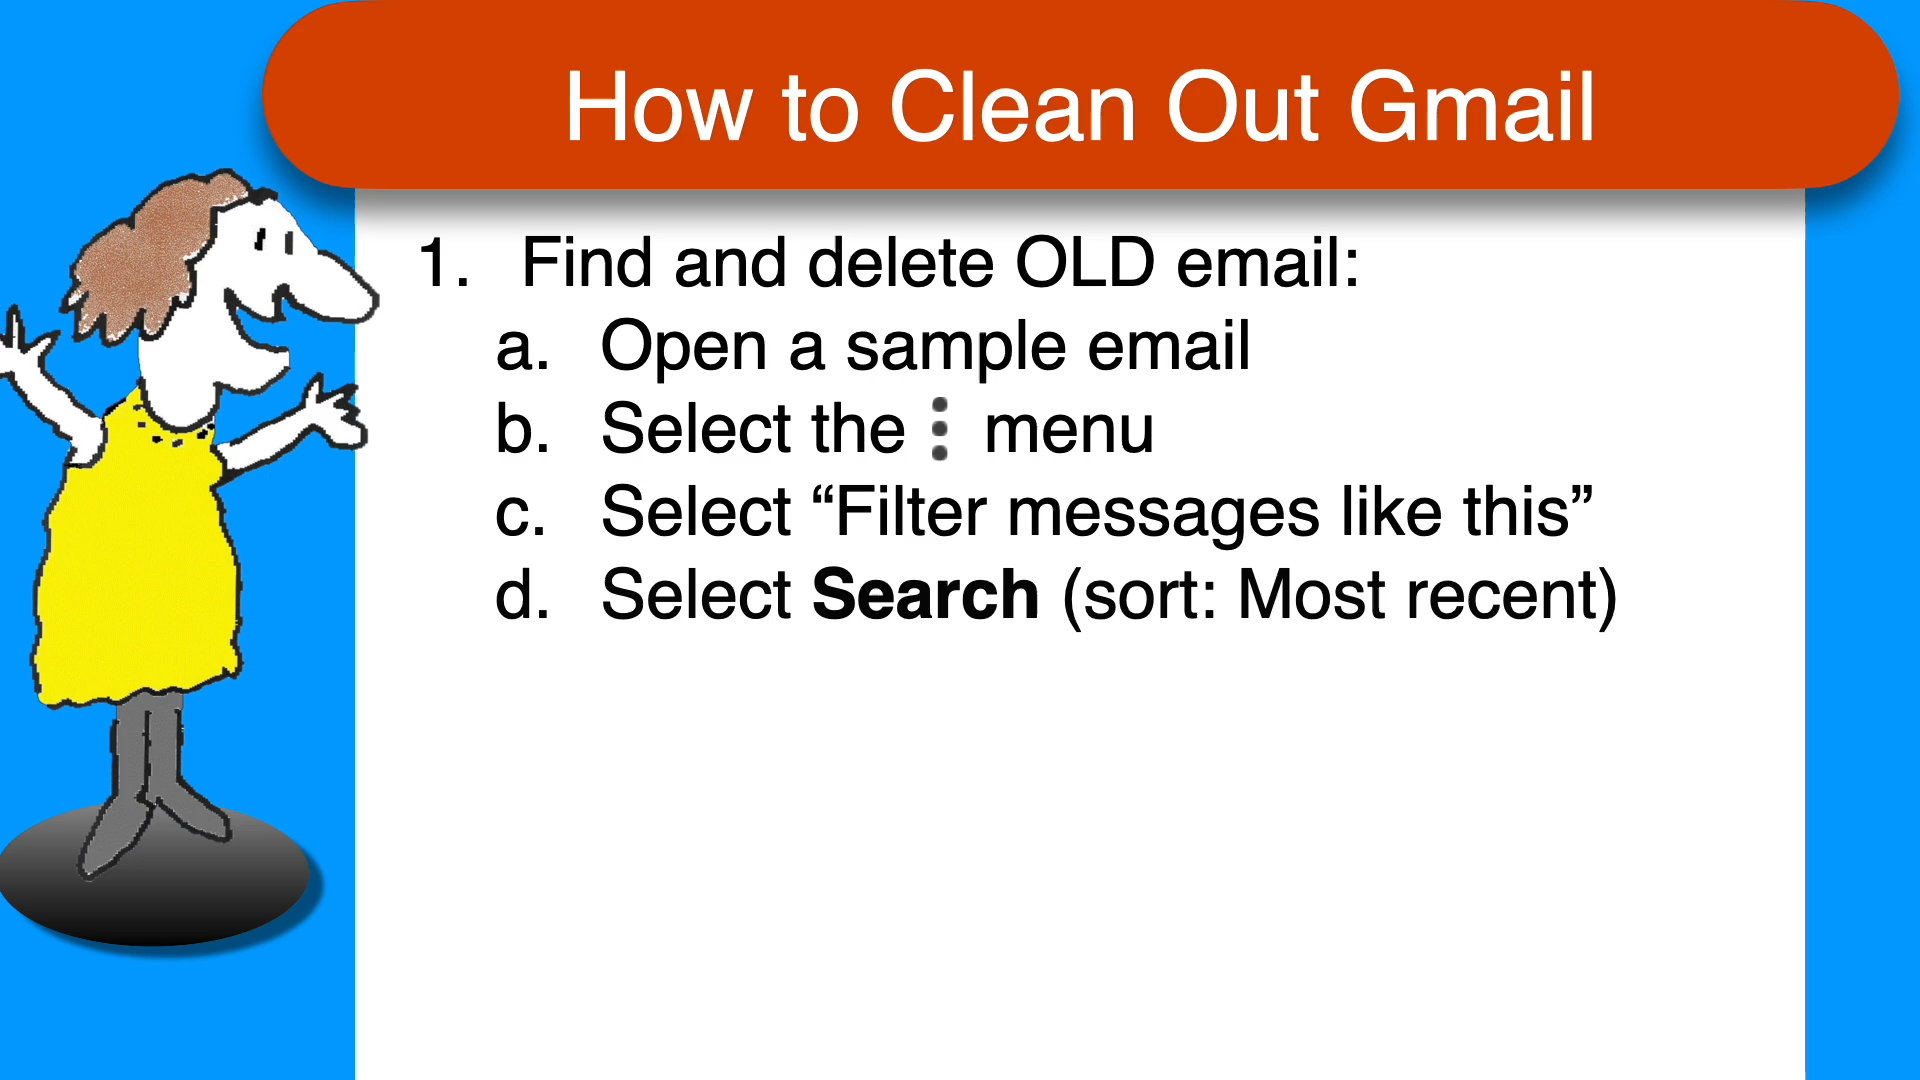 How to Clean Out Gmail
1. Find and delete OLD email:
a. Open a sample email
b. Select the ⋮ menu
c. Select “Filter messages like this”
d. Select Search (sort: Most recent)